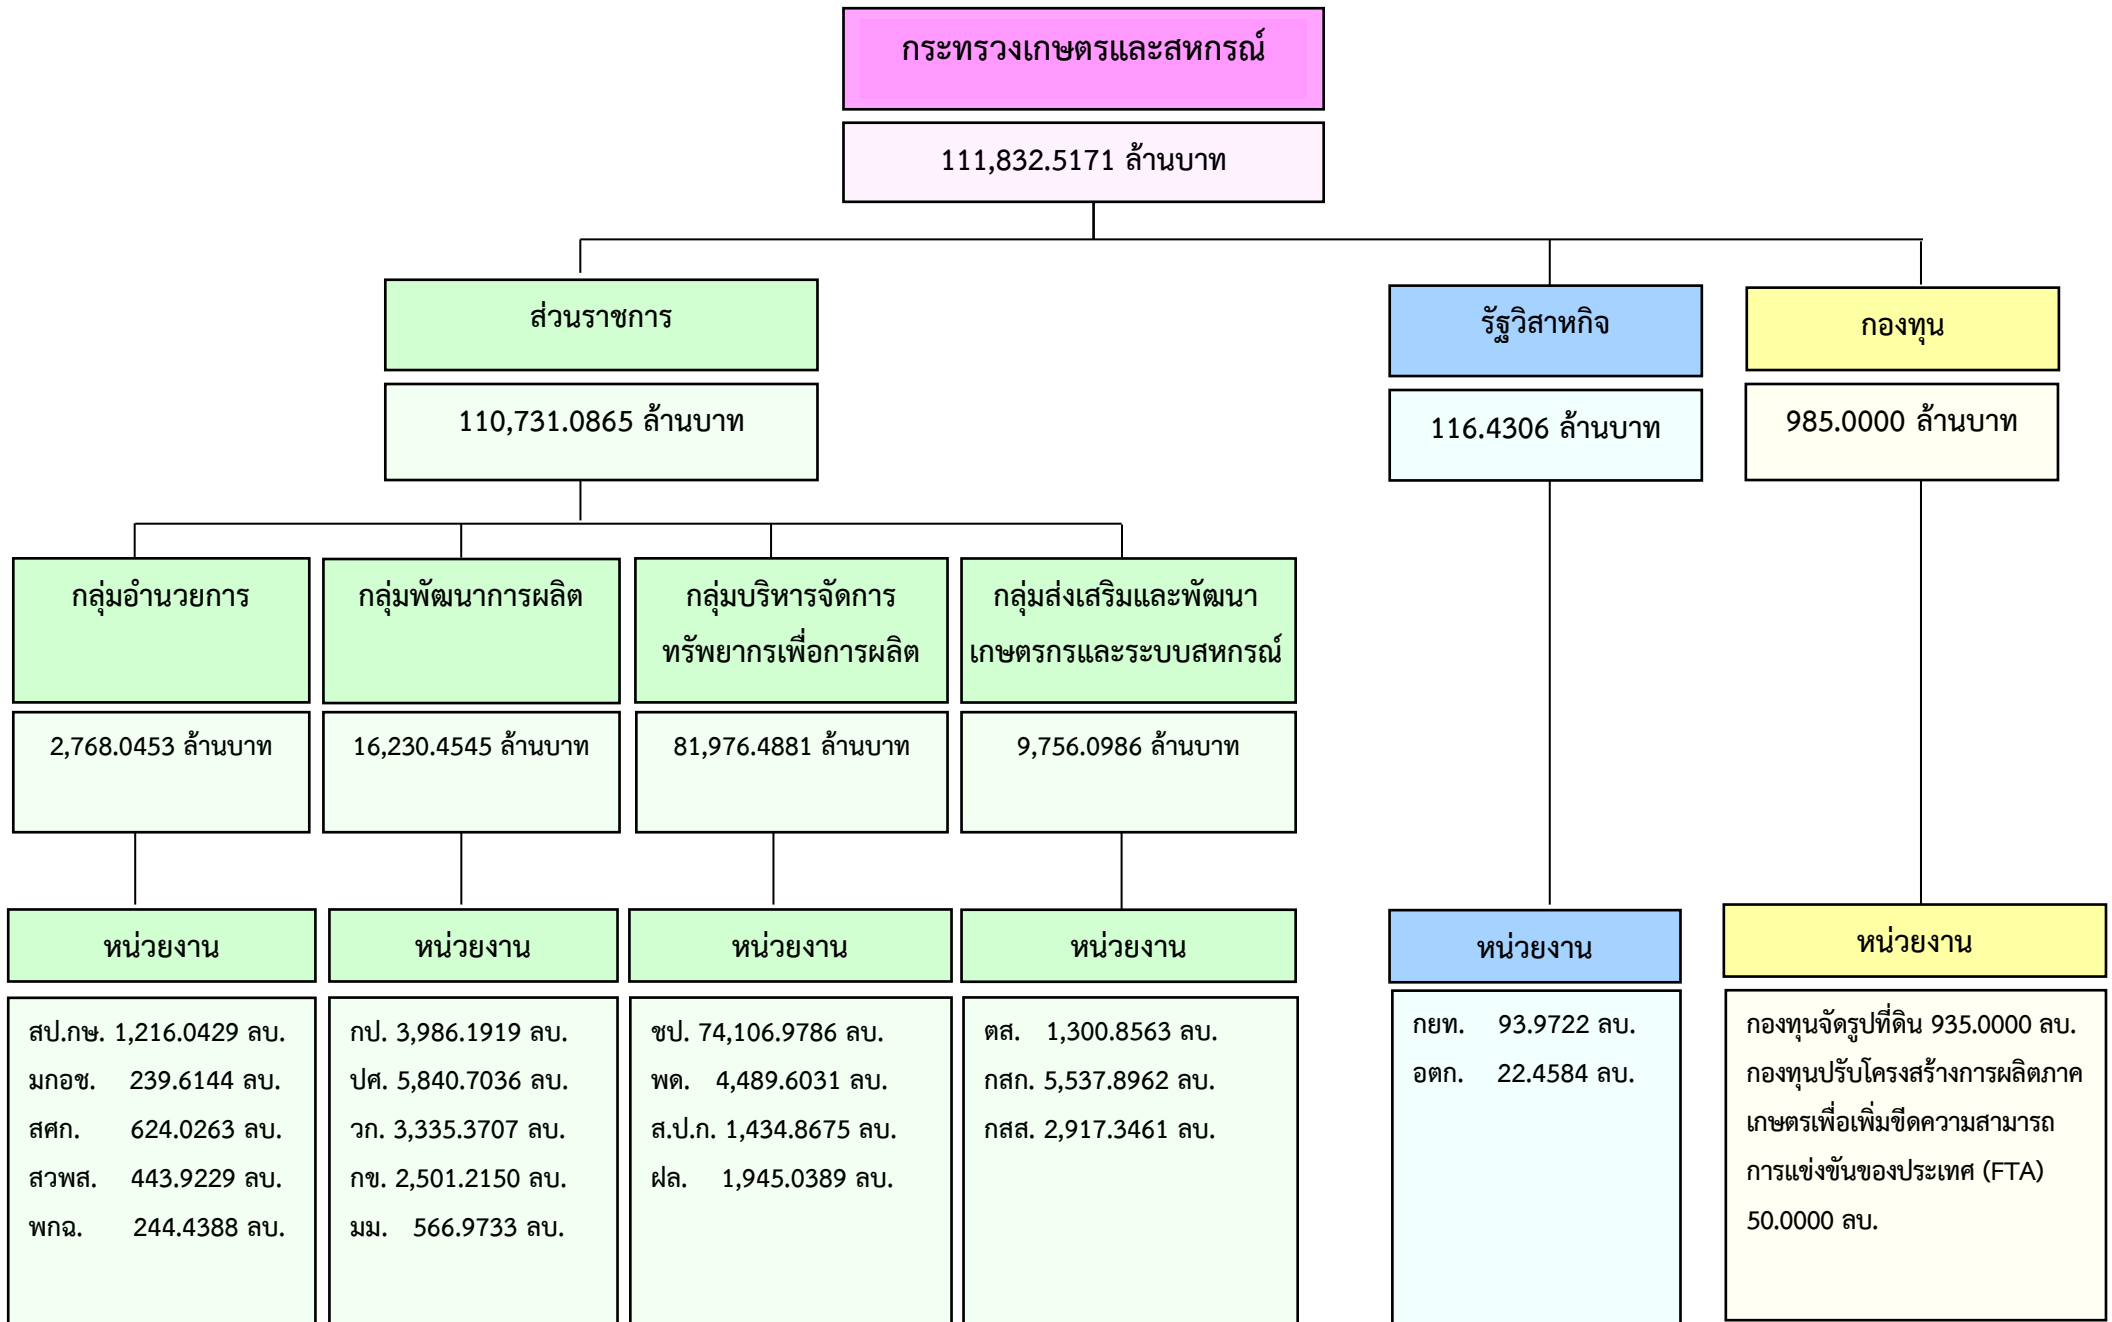 กระทรวงเกษตรและสหกรณ์
111,832.5171 ล้านบาท
ส่วนราชการ
110,731.0865 ล้านบาท
รัฐวิสาหกิจ
116.4306 ล้านบาท
กองทุน
985.0000 ล้านบาท
กลุ่มอำนวยการ
2,768.0453 ล้านบาท
กลุ่มพัฒนาการผลิต
16,230.4545 ล้านบาท
กลุ่มบริหารจัดการ
ทรัพยากรเพื่อการผลิต
81,976.4881 ล้านบาท
กลุ่มส่งเสริมและพัฒนา
เกษตรกรและระบบสหกรณ์
9,756.0986 ล้านบาท
หน่วยงาน
สป.กษ. 1,216.0429 ลบ.
มกอช. 239.6144 ลบ.
สศก. 624.0263 ลบ.
สวพส. 443.9229 ลบ.
พกฉ. 244.4388 ลบ.
หน่วยงาน
กป. 3,986.1919 ลบ.
ปศ. 5,840.7036 ลบ.
วก. 3,335.3707 ลบ.
กข. 2,501.2150 ลบ.
มม. 566.9733 ลบ.
หน่วยงาน
ชป. 74,106.9786 ลบ.
พด. 4,489.6031 ลบ.
ส.ป.ก. 1,434.8675 ลบ.
ฝล. 1,945.0389 ลบ.
หน่วยงาน
ตส. 1,300.8563 ลบ.
กสก. 5,537.8962 ลบ.
กสส. 2,917.3461 ลบ.
หน่วยงาน
กยท. 93.9722 ลบ.
อตก. 22.4584 ลบ.
หน่วยงาน
กองทุนจัดรูปที่ดิน 935.0000 ลบ.
กองทุนปรับโครงสร้างการผลิตภาค
เกษตรเพื่อเพิ่มขีดความสามารถ
การแข่งขันของประเทศ (FTA)
50.0000 ลบ.